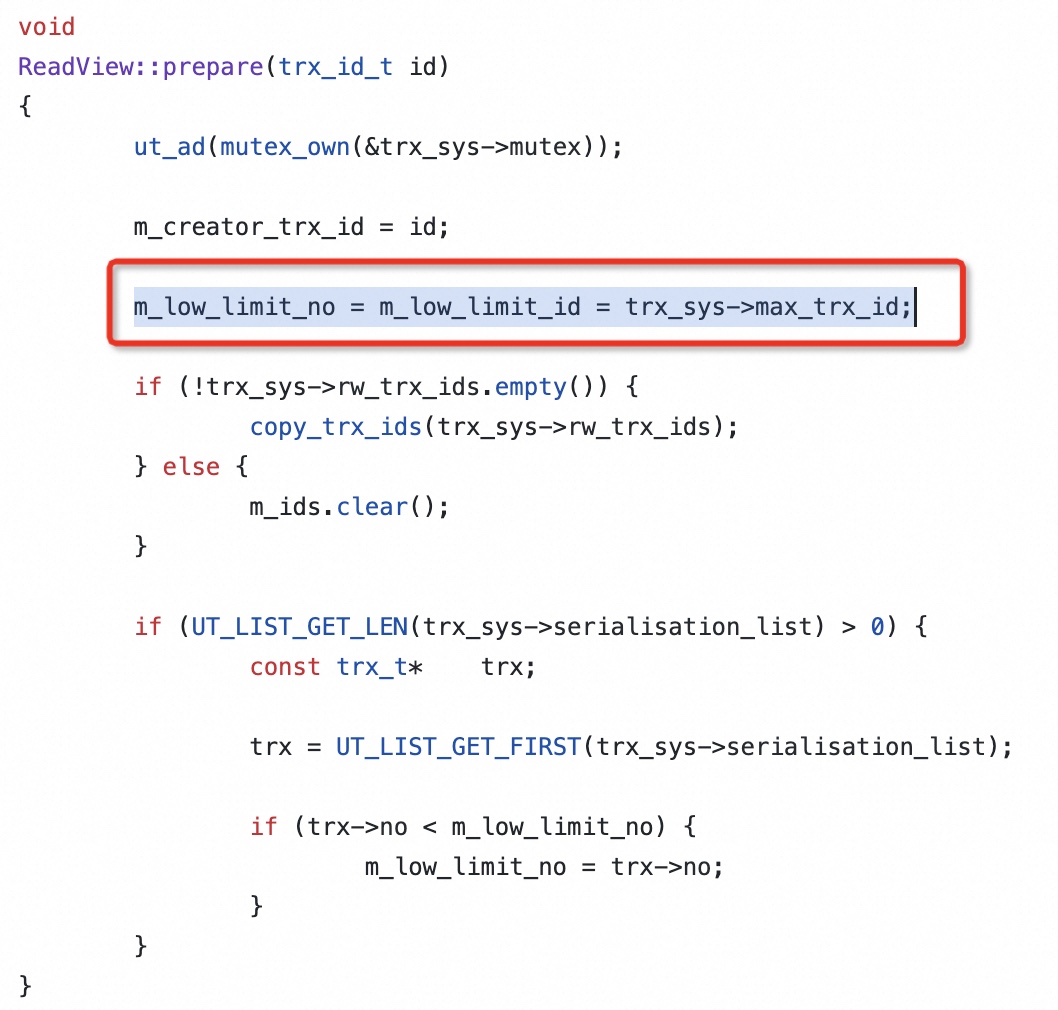 void
ReadView::prepare(trx_id_t id)
{
        ut_ad(mutex_own(&trx_sys->mutex));
        m_creator_trx_id = id;
        m_low_limit_no = m_low_limit_id = trx_sys->max_trx_id;
        if (!trx_sys->rw_trx_ids.empty()) {
                copy_trx_ids(trx_sys->rw_trx_ids);
        } else {
                m_ids.clear();
        }
        if (UT_LIST_GET_LEN(trx_sys->serialisation_list) > 0) {
                const trx_t*    trx;
                trx = UT_LIST_GET_FIRST(trx_sys->serialisation_list);
                if (trx->no < m_low_limit_no) {
                        m_low_limit_no = trx->no;
                }
        }
}